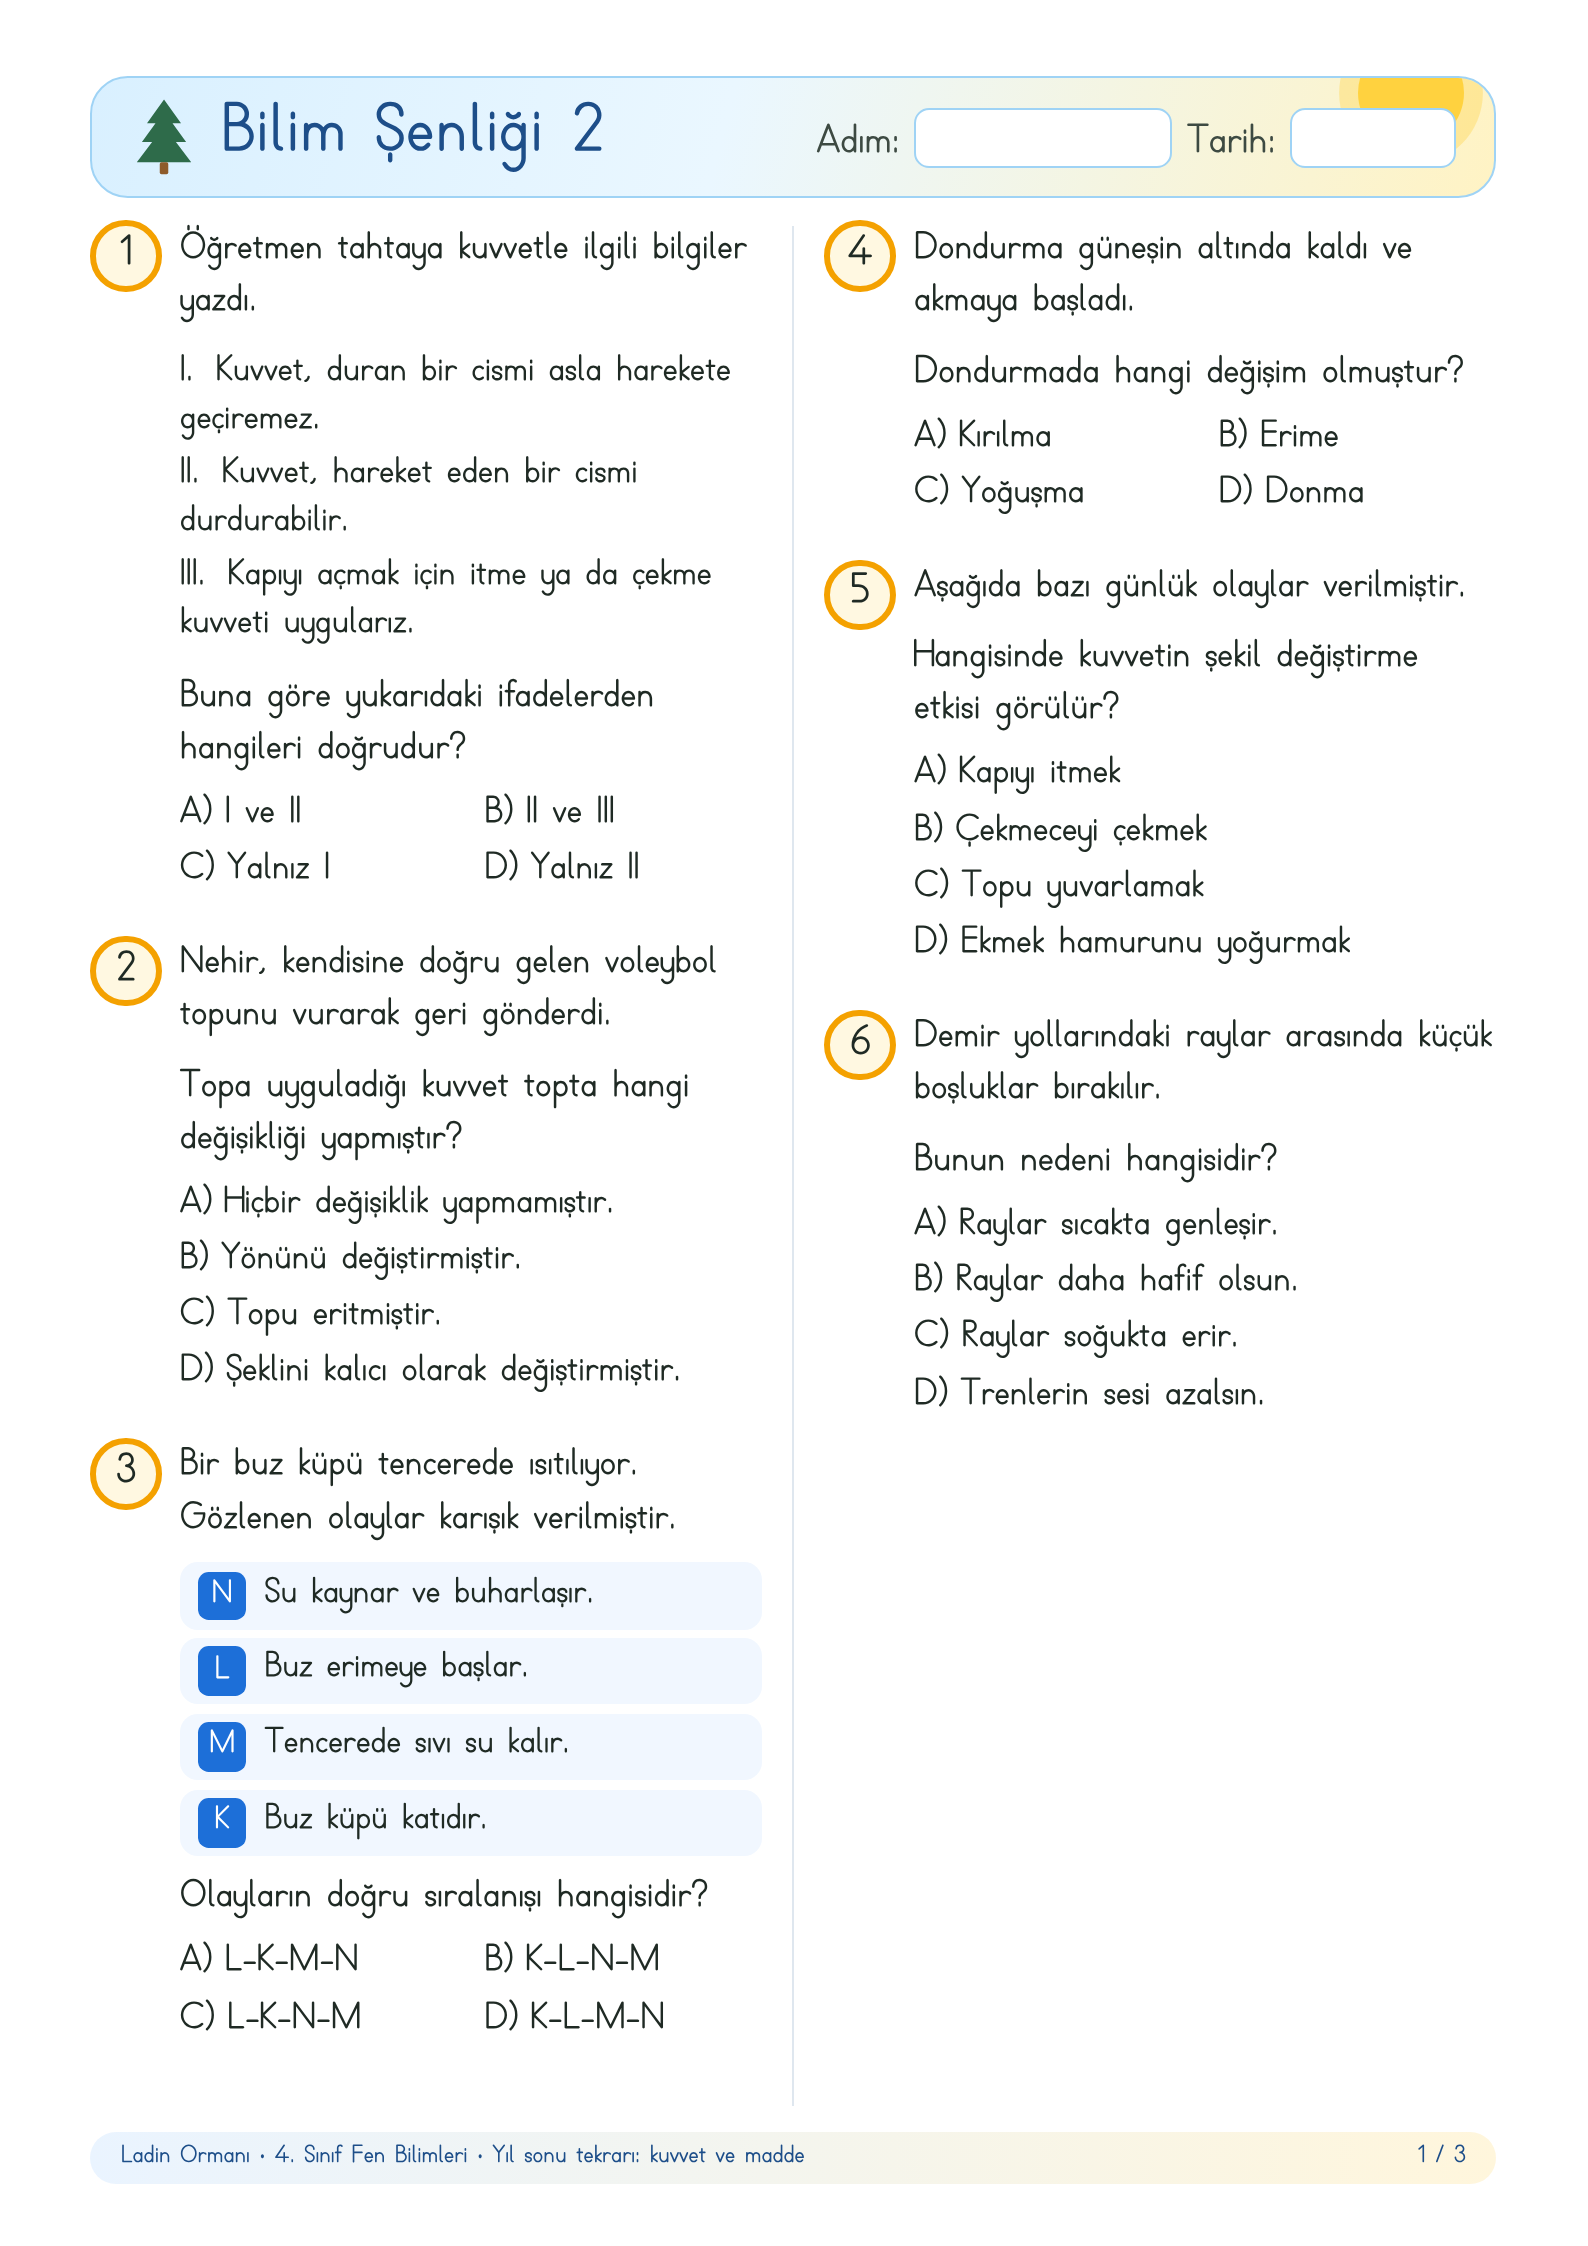 Bilim Şenliği 2
Adım:
Tarih:
1
Öğretmen tahtaya kuvvetle ilgili bilgiler
yazdı.
I. Kuvvet, duran bir cismi asla harekete
geçiremez.
II. Kuvvet, hareket eden bir cismi
durdurabilir.
III. Kapıyı açmak için itme ya da çekme
kuvveti uygularız.
Buna göre yukarıdaki ifadelerden
hangileri doğrudur?
A) I ve II
B) II ve III
C) Yalnız I
D) Yalnız II
2
Nehir, kendisine doğru gelen voleybol
topunu vurarak geri gönderdi.
Topa uyguladığı kuvvet topta hangi
değişikliği yapmıştır?
A) Hiçbir değişiklik yapmamıştır.
B) Yönünü değiştirmiştir.
C) Topu eritmiştir.
D) Şeklini kalıcı olarak değiştirmiştir.
3
Bir buz küpü tencerede ısıtılıyor.
Gözlenen olaylar karışık verilmiştir.
N Su kaynar ve buharlaşır.
L Buz erimeye başlar.
M Tencerede sıvı su kalır.
K Buz küpü katıdır.
Olayların doğru sıralanışı hangisidir?
A) L-K-M-N
B) K-L-N-M
C) L-K-N-M
D) K-L-M-N
4
Dondurma güneşin altında kaldı ve
akmaya başladı.
Dondurmada hangi değişim olmuştur?
A) Kırılma
B) Erime
C) Yoğuşma
D) Donma
5
Aşağıda bazı günlük olaylar verilmiştir.
Hangisinde kuvvetin şekil değiştirme
etkisi görülür?
A) Kapıyı itmek
B) Çekmeceyi çekmek
C) Topu yuvarlamak
D) Ekmek hamurunu yoğurmak
6
Demir yollarındaki raylar arasında küçük
boşluklar bırakılır.
Bunun nedeni hangisidir?
A) Raylar sıcakta genleşir.
B) Raylar daha hafif olsun.
C) Raylar soğukta erir.
D) Trenlerin sesi azalsın.
Ladin Ormanı • 4. Sınıf Fen Bilimleri • Yıl sonu tekrarı: kuvvet ve madde
1 / 3